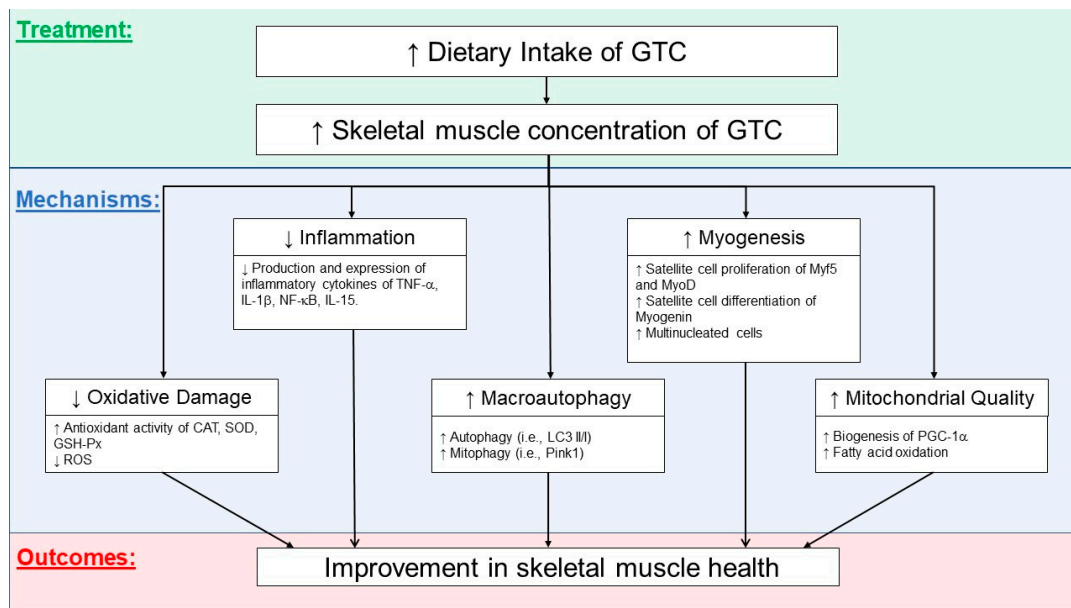 Treatment:
↑ Dietary Intake of GTC
↑ Skeletal muscle concentration of GTC
Mechanisms:
↓ Inflammation
↓ Production and expression of
inflammatory cytokines of TNF-α,
IL-1β, NF-κB, IL-15.
↑ Myogenesis
↑ Satellite cell proliferation of Myf5
and MyoD
↑ Satellite cell differentiation of
Myogenin
↑ Multinucleated cells
↓ Oxidative Damage
↑ Antioxidant activity of CAT, SOD,
GSH-Px
↓ ROS
↑ Macroautophagy
↑ Autophagy (i.e., LC3 II/I)
↑ Mitophagy (i.e., Pink1)
↑ Mitochondrial Quality
↑ Biogenesis of PGC-1α
↑ Fatty acid oxidation
Outcomes:
Improvement in skeletal muscle health